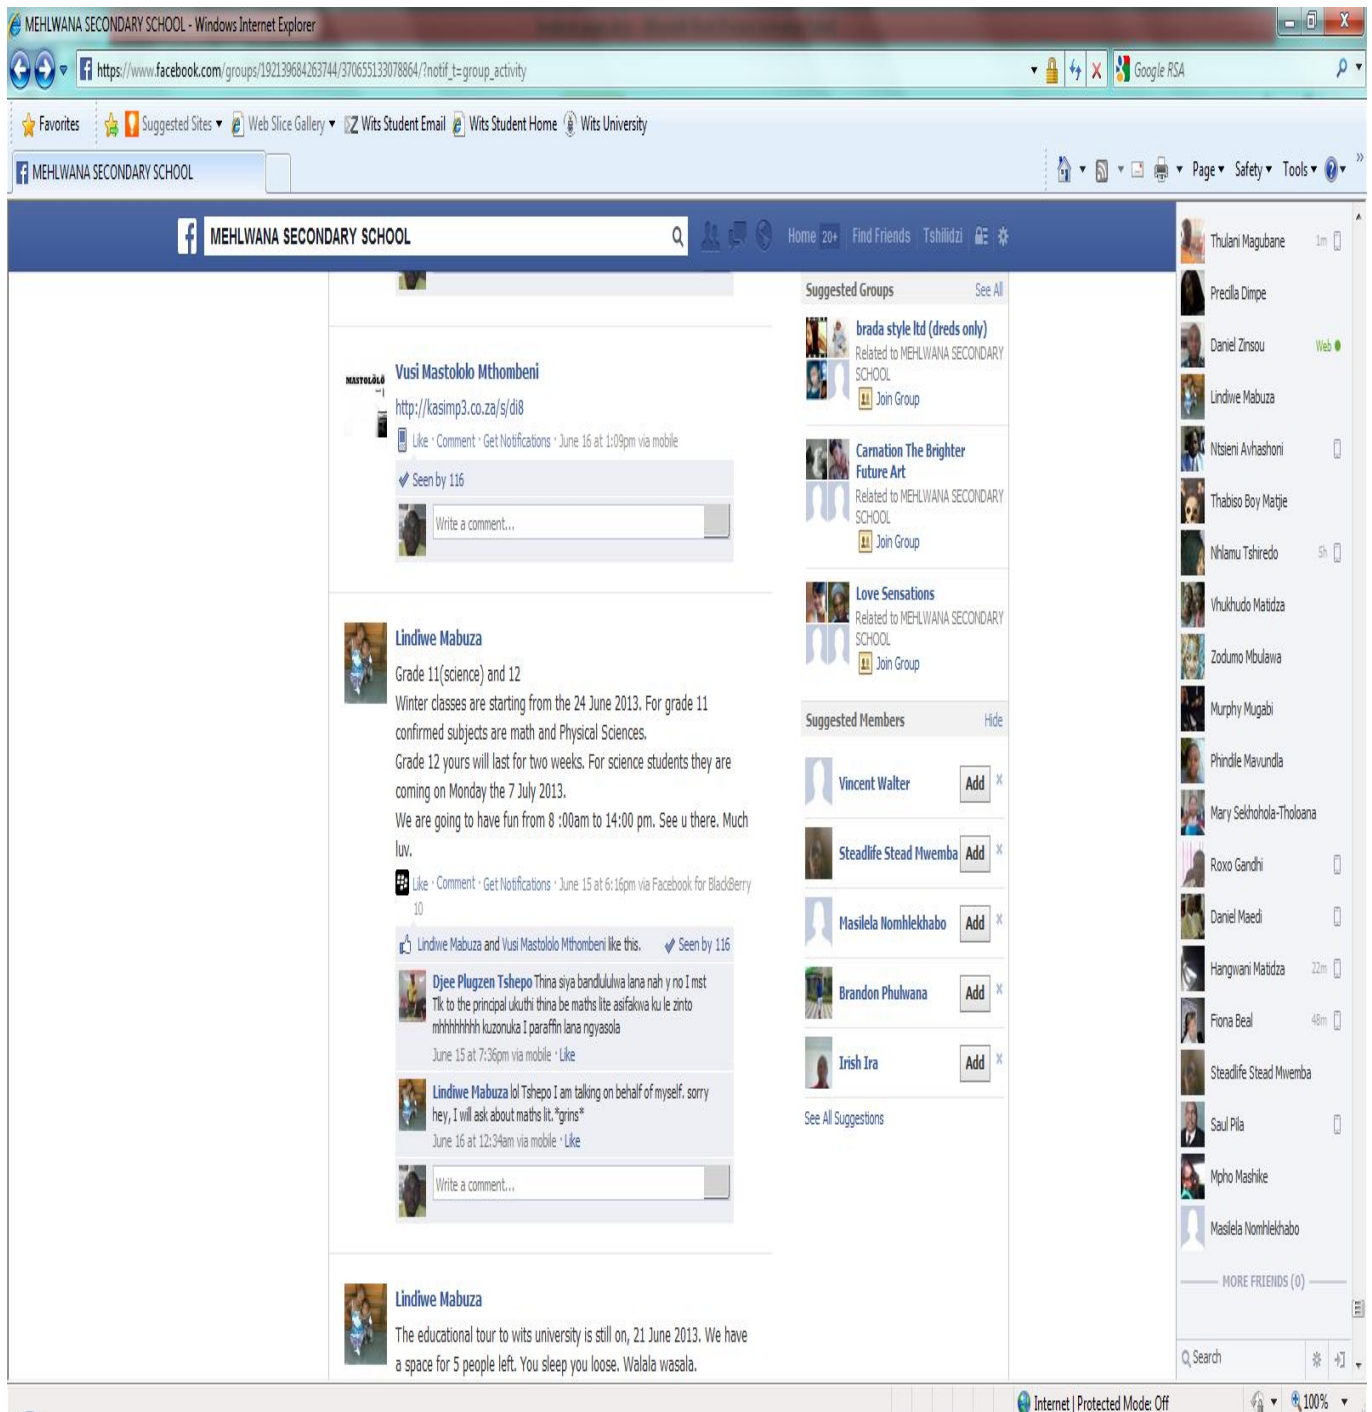 MEHLWANA SECONDARY SCHOOL - Windows Internet Explorer
https://www.facebook.com/groups/192139684263744/370655133078864/?notif_t=group_activity
Google RSA
Favorites Suggested Sites Web Slice Gallery Wits Student Email Wits Student Home Wits University
MEHLWANA SECONDARY SCHOOL
Page Safety Tools
MEHLWANA SECONDARY SCHOOL
Home 20+ Find Friends Tshilidzi
Vusi Mastololo Mthombeni
http://kasimp3.co.za/s/di8
Like · Comment · Get Notifications · June 16 at 1:09pm via mobile
Seen by 116
Write a comment...
Lindiwe Mabuza
Grade 11(science) and 12
Winter classes are starting from the 24 June 2013. For grade 11
confirmed subjects are math and Physical Sciences.
Grade 12 yours will last for two weeks. For science students they are
coming on Monday the 7 July 2013.
We are going to have fun from 8 :00am to 14:00 pm. See u there. Much
luv.
Like · Comment · Get Notifications · June 15 at 6:16pm via Facebook for BlackBerry
10
Lindiwe Mabuza and Vusi Mastololo Mthombeni like this. Seen by 116
Djee Plugzen Tshepo Thina siya bandlululwa lana nah y no I mst
Tlk to the principal ukuthi thina be maths lite asifakwa ku le zinto
mhhhhhhh kuzonuka I paraffin lana ngyasola
June 15 at 7:36pm via mobile · Like
Lindiwe Mabuza lol Tshepo I am talking on behalf of myself. sorry
hey, I will ask about maths lit.*grins*
June 16 at 12:34am via mobile · Like
Write a comment...
Lindiwe Mabuza
The educational tour to wits university is still on, 21 June 2013. We have
a space for 5 people left. You sleep you loose. Walala wasala.
Suggested Groups See All
brada style ltd (dreds only)
Related to MEHLWANA SECONDARY
SCHOOL
Join Group
Carnation The Brighter
Future Art
Related to MEHLWANA SECONDARY
SCHOOL
Join Group
Love Sensations
Related to MEHLWANA SECONDARY
SCHOOL
Join Group
Suggested Members Hide
Vincent Walter Add
Steadlife Stead Mwemba Add
Masilela Nomhlekhabo Add
Brandon Phulwana Add
Irish Ira Add
See All Suggestions
Thulani Magubane 1m
Precilla Dimpe
Daniel Zinsou Web
Lindiwe Mabuza
Ntsieni Avhashoni
Thabiso Boy Matjie
Nhlamu Tshiredo 5h
Vhukhudo Matidza
Zodumo Mbulawa
Murphy Mugabi
Phindile Mavundla
Mary Sekhohola-Tholoana
Roxo Gandhi
Daniel Maedi
Hangwani Matidza 22m
Fiona Beal 48m
Steadlife Stead Mwemba
Saul Pila
Mpho Mashike
Masilela Nomhlekhabo
MORE FRIENDS (0)
Search
Internet | Protected Mode: Off 100%